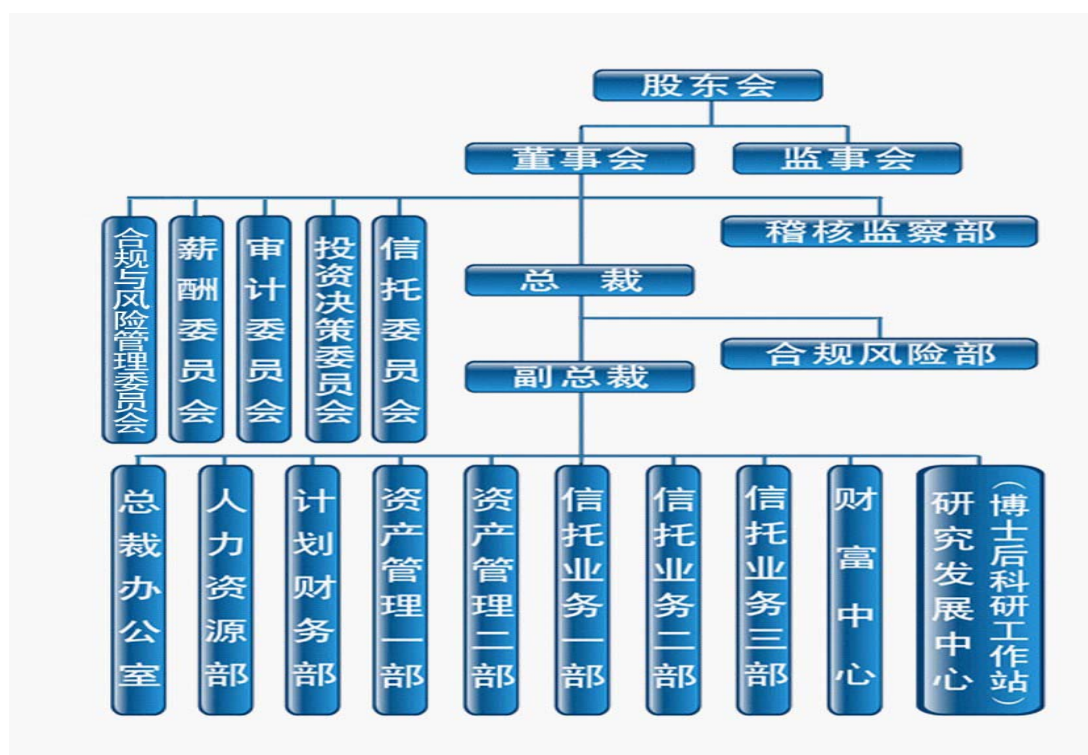 股东会
董事会
监事会
合规与风险管理委员会
薪酬委员会
审计委员会
投资决策委员会
信托委员会
稽核监察部
总 裁
合规风险部
副总裁
总裁办公室
人力资源部
计划财务部
资产管理一部
资产管理二部
信托业务一部
信托业务二部
信托业务三部
财富中心
研究发展中心
（博士后科研工作站）